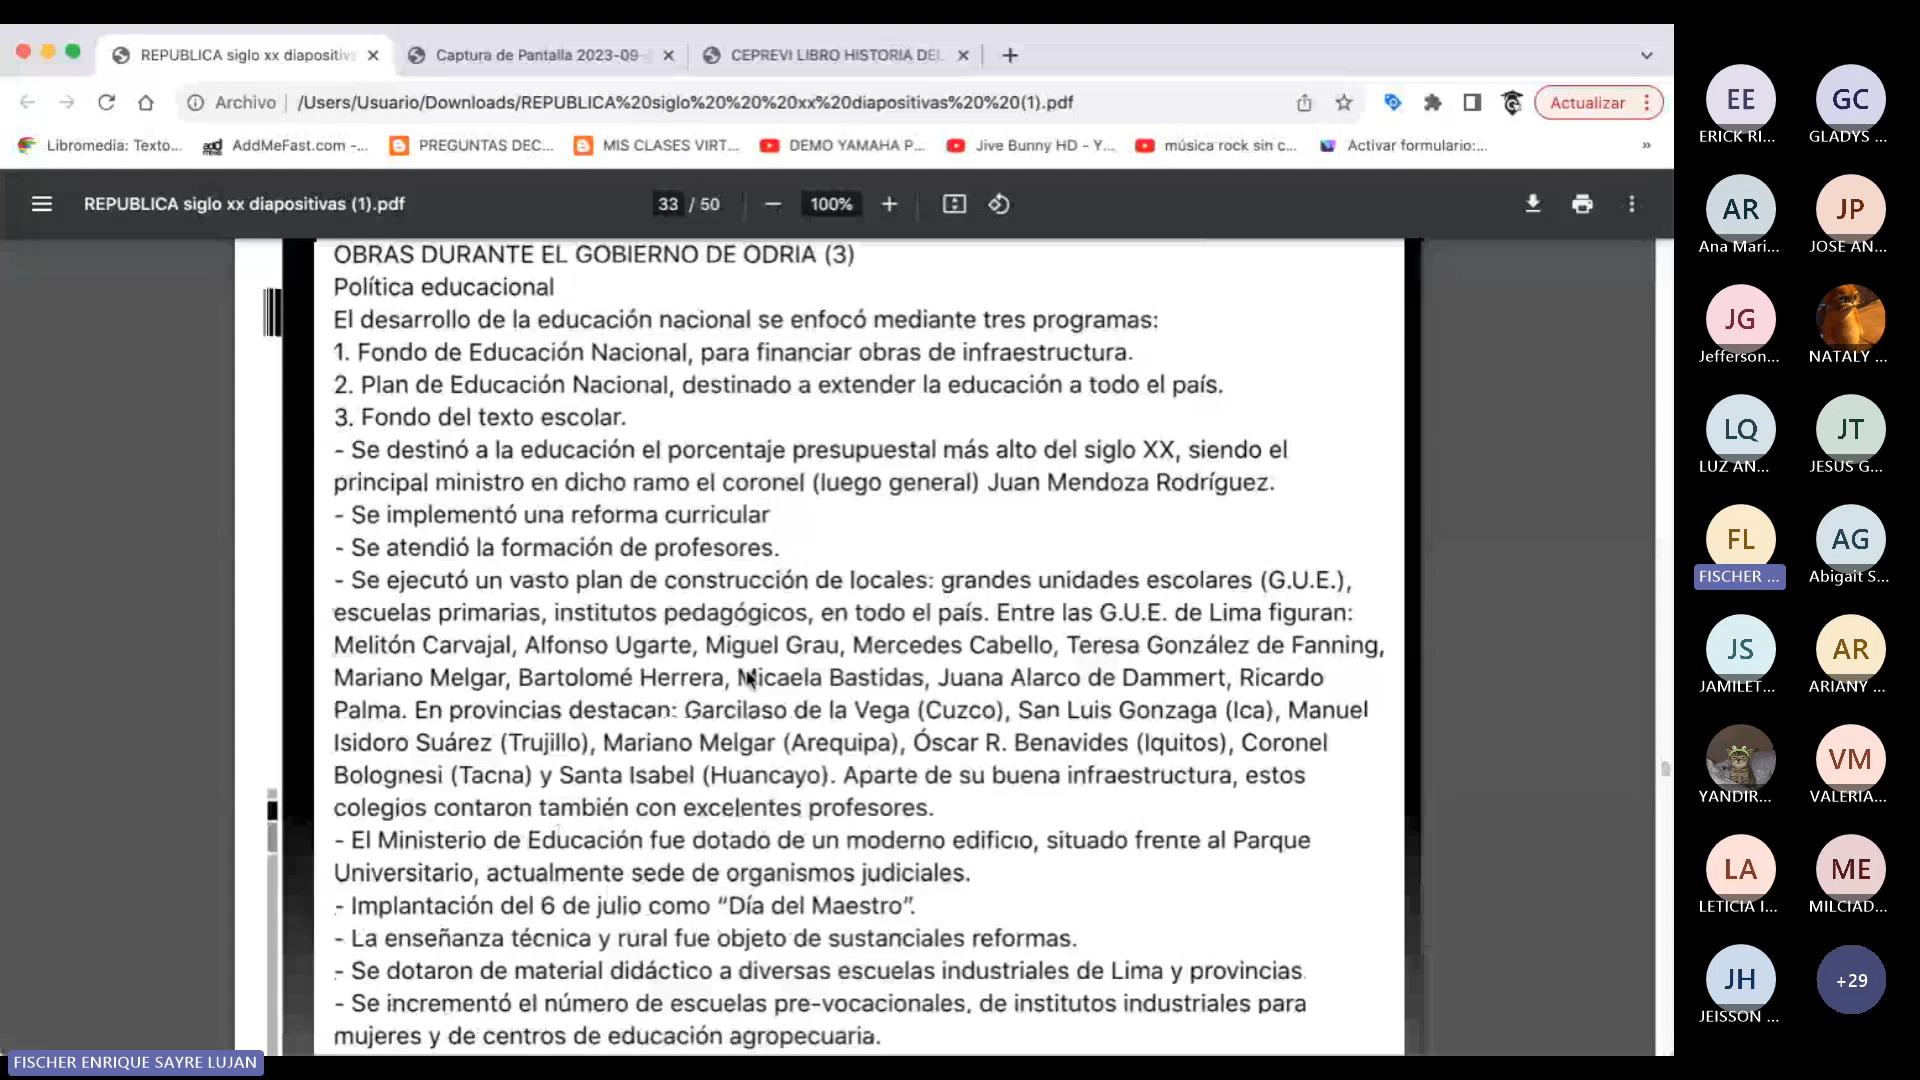 REPUBLICA siglo xx diapositiv
Captura de Pantalla 2023-09-
CEPREVI LIBRO HISTORIA DEL
Archivo
/Users/Usuario/Downloads/REPUBLICA%20siglo%20%20%20xx%20diapositivas%20%20(1).pdf
Actualizar
Libromedia: Texto...
add me
AddMeFast.com -...
PREGUNTAS DEC...
MIS CLASES VIRT...
DEMO YAMAHA P...
Jive Bunny HD - Y...
música rock sin c...
Activar formulario:...
»
REPUBLICA siglo xx diapositivas (1).pdf
33 / 50
100%
OBRAS DURANTE EL GOBIERNO DE ODRIA (3)
Política educacional
El desarrollo de la educación nacional se enfocó mediante tres programas:
1. Fondo de Educación Nacional, para financiar obras de infraestructura.
2. Plan de Educación Nacional, destinado a extender la educación a todo el país.
3. Fondo del texto escolar.
- Se destinó a la educación el porcentaje presupuestal más alto del siglo XX, siendo el
principal ministro en dicho ramo el coronel (luego general) Juan Mendoza Rodríguez.
- Se implementó una reforma curricular
- Se atendió la formación de profesores.
- Se ejecutó un vasto plan de construcción de locales: grandes unidades escolares (G.U.E.),
escuelas primarias, institutos pedagógicos, en todo el país. Entre las G.U.E. de Lima figuran:
Melitón Carvajal, Alfonso Ugarte, Miguel Grau, Mercedes Cabello, Teresa González de Fanning,
Mariano Melgar, Bartolomé Herrera, Micaela Bastidas, Juana Alarco de Dammert, Ricardo
Palma. En provincias destacan: Garcilaso de la Vega (Cuzco), San Luis Gonzaga (Ica), Manuel
Isidoro Suárez (Trujillo), Mariano Melgar (Arequipa), Óscar R. Benavides (Iquitos), Coronel
Bolognesi (Tacna) y Santa Isabel (Huancayo). Aparte de su buena infraestructura, estos
colegios contaron también con excelentes profesores.
- El Ministerio de Educación fue dotado de un moderno edificio, situado frente al Parque
Universitario, actualmente sede de organismos judiciales.
- Implantación del 6 de julio como “Día del Maestro”.
- La enseñanza técnica y rural fue objeto de sustanciales reformas.
- Se dotaron de material didáctico a diversas escuelas industriales de Lima y provincias.
- Se incrementó el número de escuelas pre-vocacionales, de institutos industriales para
mujeres y de centros de educación agropecuaria.
FISCHER ENRIQUE SAYRE LUJAN
EE
ERICK RI...
GC
GLADYS ...
AR
Ana Mari...
JP
JOSE AN...
JG
Jefferson...
NATALY ...
LQ
LUZ AN...
JT
JESUS G...
FL
FISCHER ...
AG
Abigait S...
JS
JAMILET...
AR
ARIANY ...
YANDIR...
VM
VALERIA...
LA
LETICIA I...
ME
MILCIAD...
JH
JEISSON ...
+29